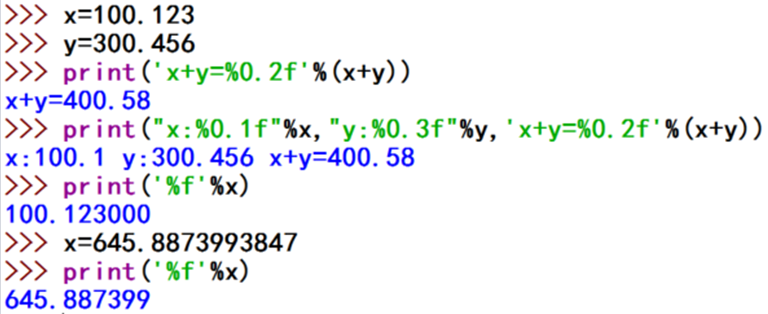 >>> x=100.123
>>> y=300.456
>>> print('x+y=%0.2f'%(x+y))
x+y=400.58
>>> print("x:%0.1f"%x,"y:%0.3f"%y,'x+y=%0.2f'%(x+y))
x:100.1 y:300.456 x+y=400.58
>>> print('%f'%x)
100.123000
>>> x=645.8873993847
>>> print('%f'%x)
645.887399